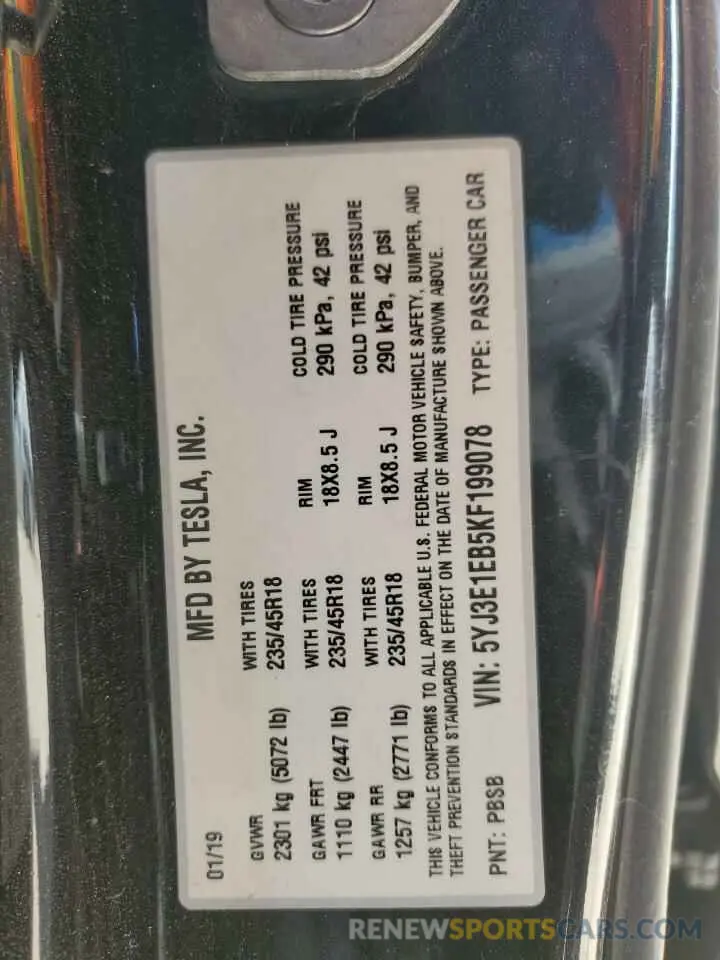 MFD BY TESLA, INC.
01/19
GVWR WITH TIRES
2301 kg (5072 lb) 235/45R18
GAWR FRT WITH TIRES RIM COLD TIRE PRESSURE
1110 kg (2447 lb) 235/45R18 18X8.5 J 290 kPa, 42 psi
GAWR RR WITH TIRES RIM COLD TIRE PRESSURE
1257 kg (2771 lb) 235/45R18 18X8.5 J 290 kPa, 42 psi
THIS VEHICLE CONFORMS TO ALL APPLICABLE U.S. FEDERAL MOTOR VEHICLE SAFETY, BUMPER, AND
THEFT PREVENTION STANDARDS IN EFFECT ON THE DATE OF MANUFACTURE SHOWN ABOVE.
PNT: PBSB VIN: 5YJ3E1EB5KF199078 TYPE: PASSENGER CAR
RENEWSPORTSCARS.COM